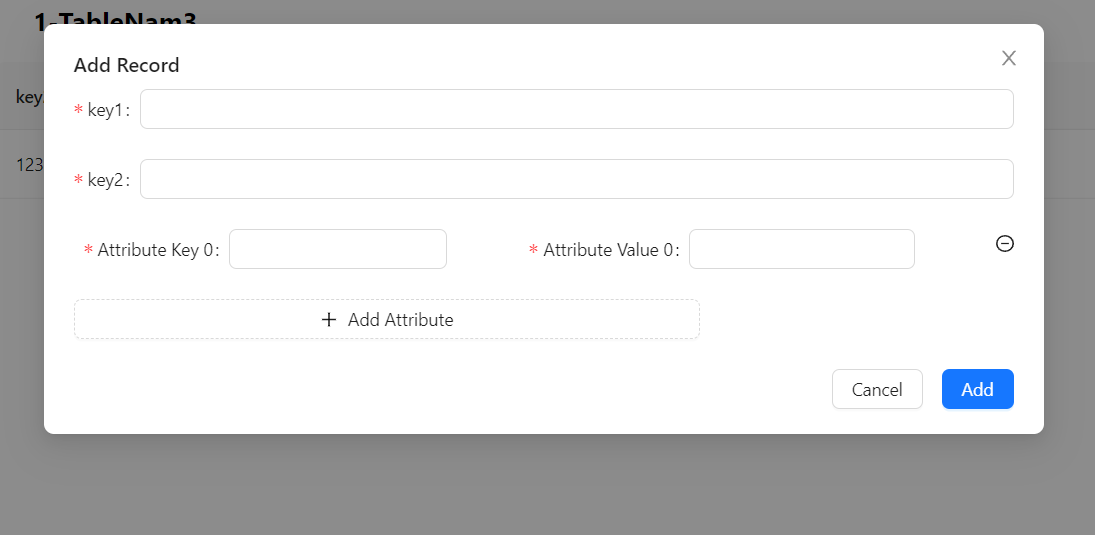 1-TableNam3
Add Record
key
* key1:
123
* key2:
* Attribute Key 0: * Attribute Value 0:
+ Add Attribute
Cancel Add